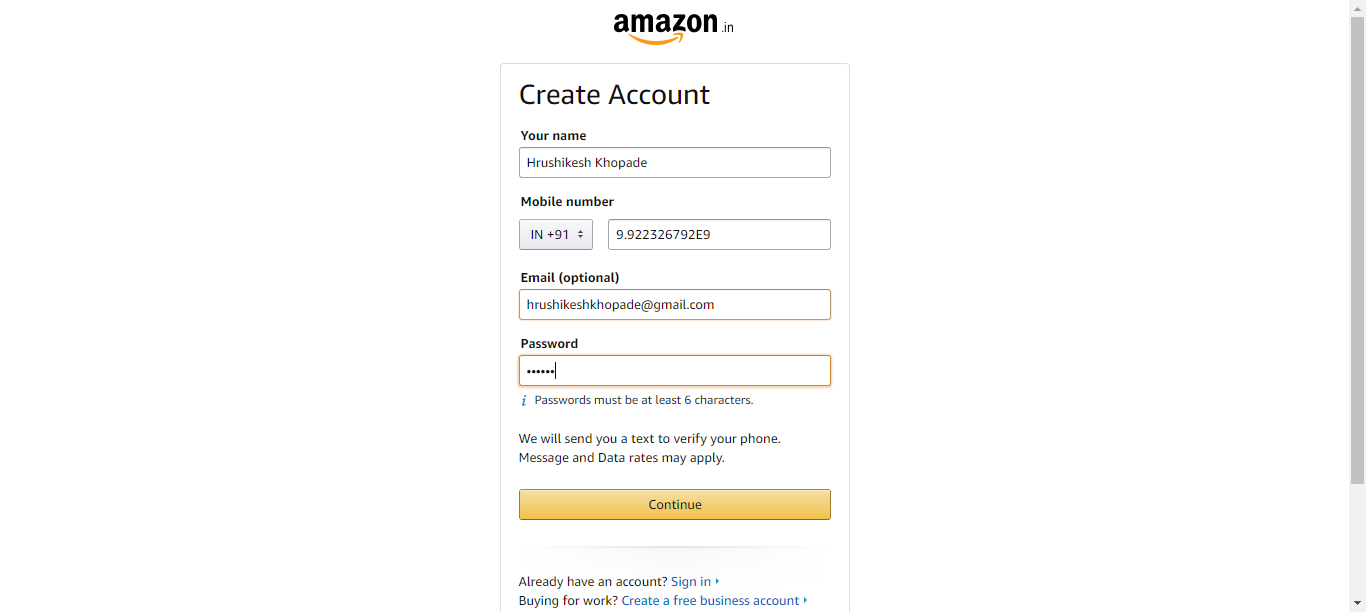 amazon.in
Create Account
Your name
Hrushikesh Khopade
Mobile number
IN +91 9.922326792E9
Email (optional)
hrushikeshkhopade@gmail.com
Password
••••••
i Passwords must be at least 6 characters.
We will send you a text to verify your phone.
Message and Data rates may apply.
Continue
Already have an account? Sign in
Buying for work? Create a free business account